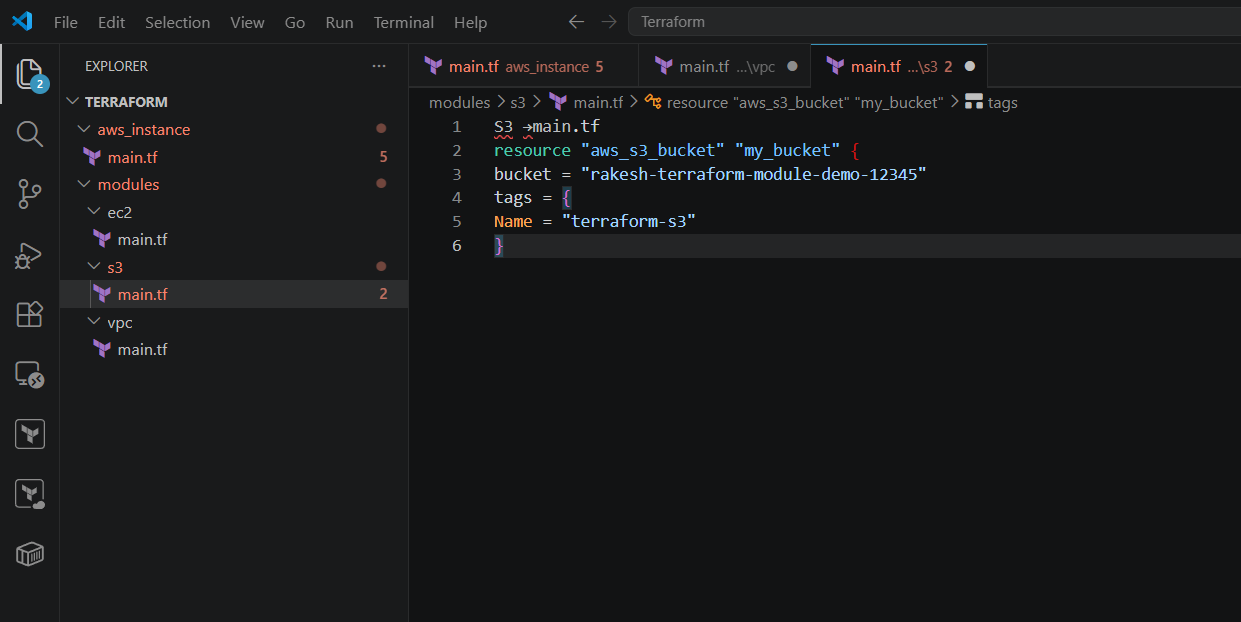 File Edit Selection View Go Run Terminal Help Terraform
2
EXPLORER
TERRAFORM
aws_instance
main.tf 5
modules
ec2
main.tf
s3
main.tf 2
vpc
main.tf
main.tf aws_instance 5 main.tf ...\vpc main.tf ...\s3 2
modules > s3 > main.tf > resource "aws_s3_bucket" "my_bucket" > tags
1 S3 →main.tf
2 resource "aws_s3_bucket" "my_bucket" {
3 bucket = "rakesh-terraform-module-demo-12345"
4 tags = {
5 Name = "terraform-s3"
6 }